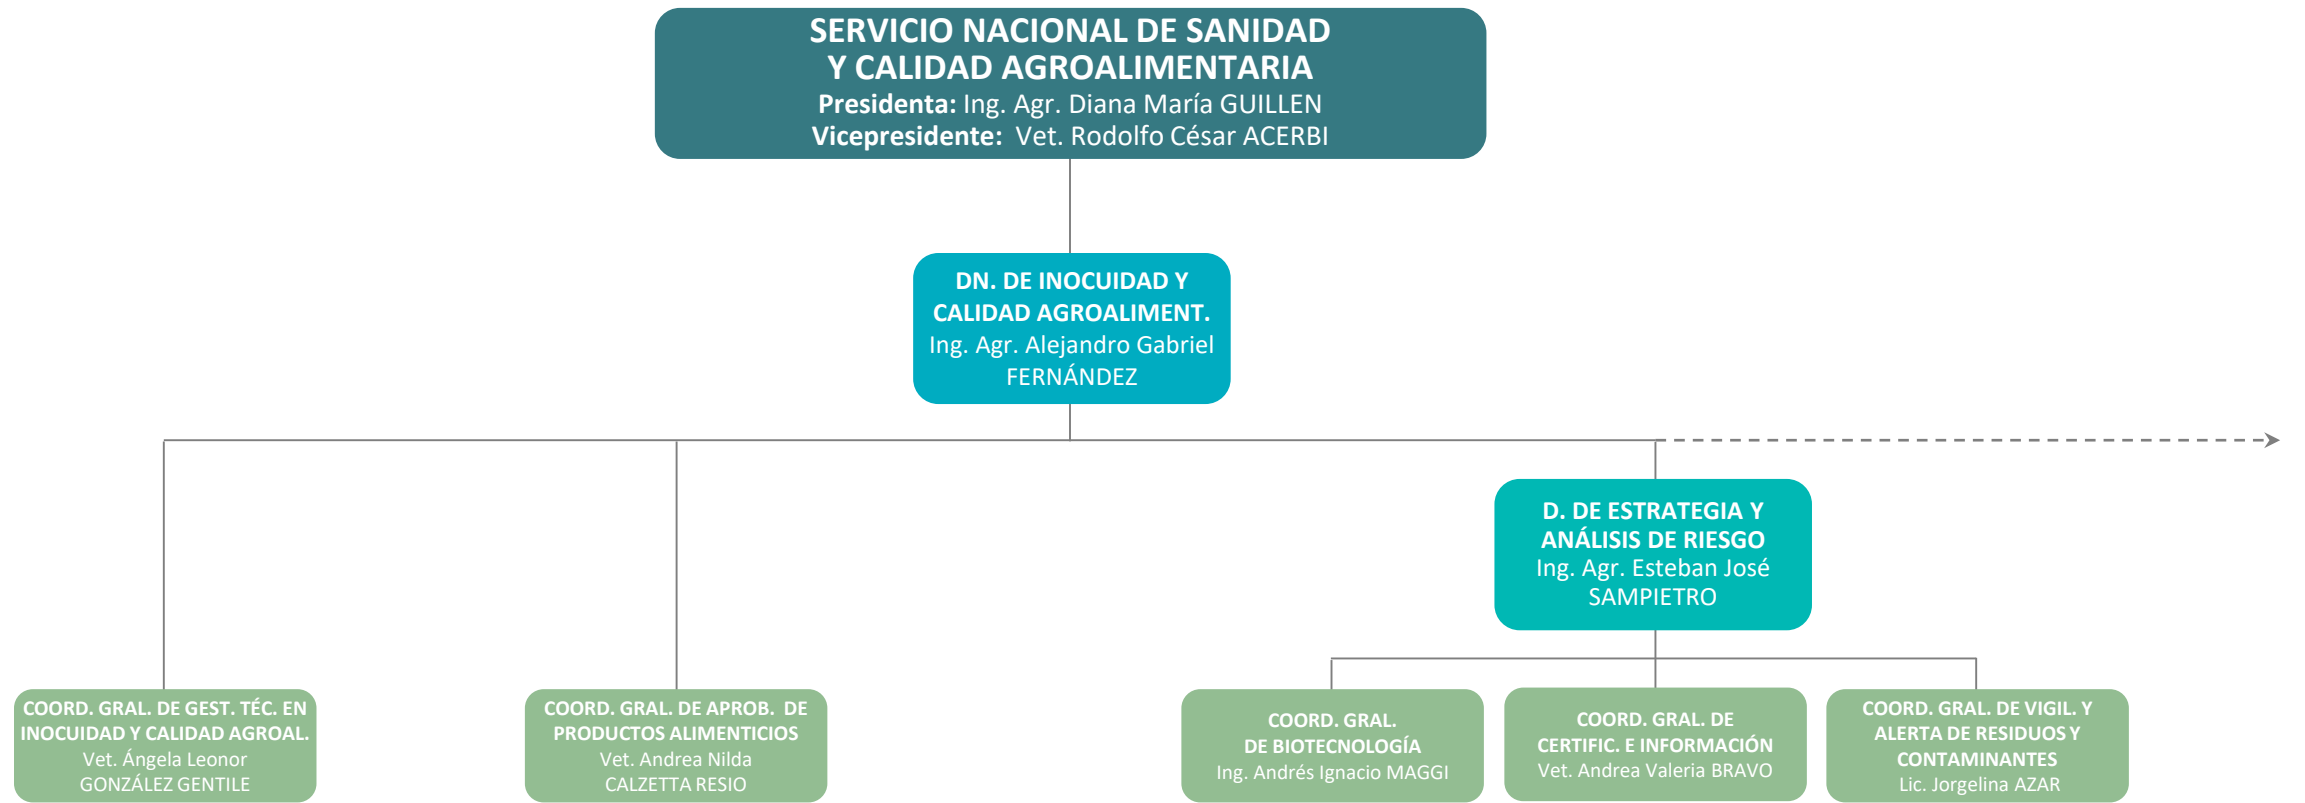 SERVICIO NACIONAL DE SANIDAD
Y CALIDAD AGROALIMENTARIA
Presidenta: Ing. Agr. Diana María GUILLEN
Vicepresidente: Vet. Rodolfo César ACERBI
DN. DE INOCUIDAD Y
CALIDAD AGROALIMENT.
Ing. Agr. Alejandro Gabriel
FERNÁNDEZ
D. DE ESTRATEGIA Y
ANÁLISIS DE RIESGO
Ing. Agr. Esteban José
SAMPIETRO
COORD. GRAL. DE GEST. TÉC. EN
INOCUIDAD Y CALIDAD AGROAL.
Vet. Ángela Leonor
GONZÁLEZ GENTILE
COORD. GRAL. DE APROB. DE
PRODUCTOS ALIMENTICIOS
Vet. Andrea Nilda
CALZETTA RESIO
COORD. GRAL.
DE BIOTECNOLOGÍA
Ing. Andrés Ignacio MAGGI
COORD. GRAL. DE
CERTIFIC. E INFORMACIÓN
Vet. Andrea Valeria BRAVO
COORD. GRAL. DE VIGIL. Y
ALERTA DE RESIDUOS Y
CONTAMINANTES
Lic. Jorgelina AZAR